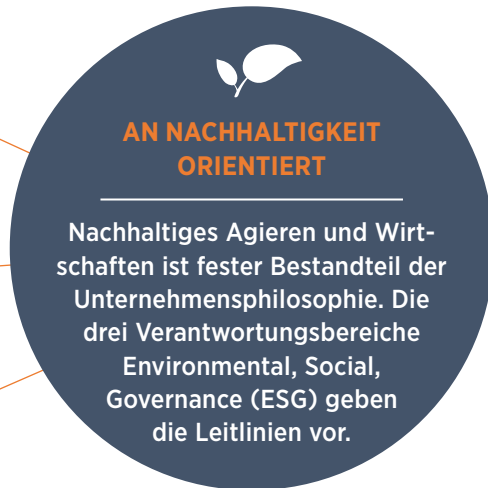 AN NACHHALTIGKEIT
ORIENTIERT
Nachhaltiges Agieren und Wirt-
schaften ist fester Bestandteil der
Unternehmensphilosophie. Die
drei Verantwortungsbereiche
Environmental, Social,
Governance (ESG) geben
die Leitlinien vor.